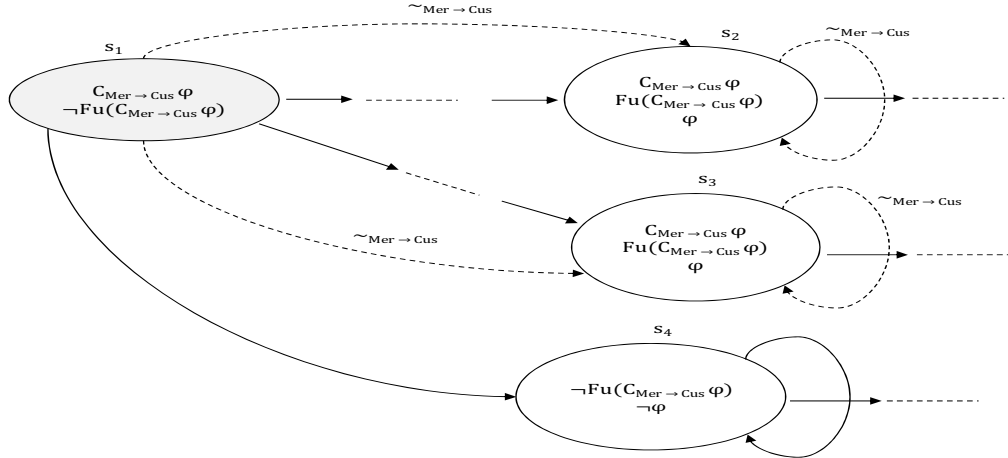 ∼Mer→Cus
s1
C Mer→Cus φ
¬Fu(C Mer→Cus φ)
s2
C Mer→Cus φ
Fu(C Mer→Cus φ)
φ
∼Mer→Cus
s3
C Mer→Cus φ
Fu(C Mer→Cus φ)
φ
∼Mer→Cus
∼Mer→Cus
s4
¬Fu(C Mer→Cus φ)
¬φ